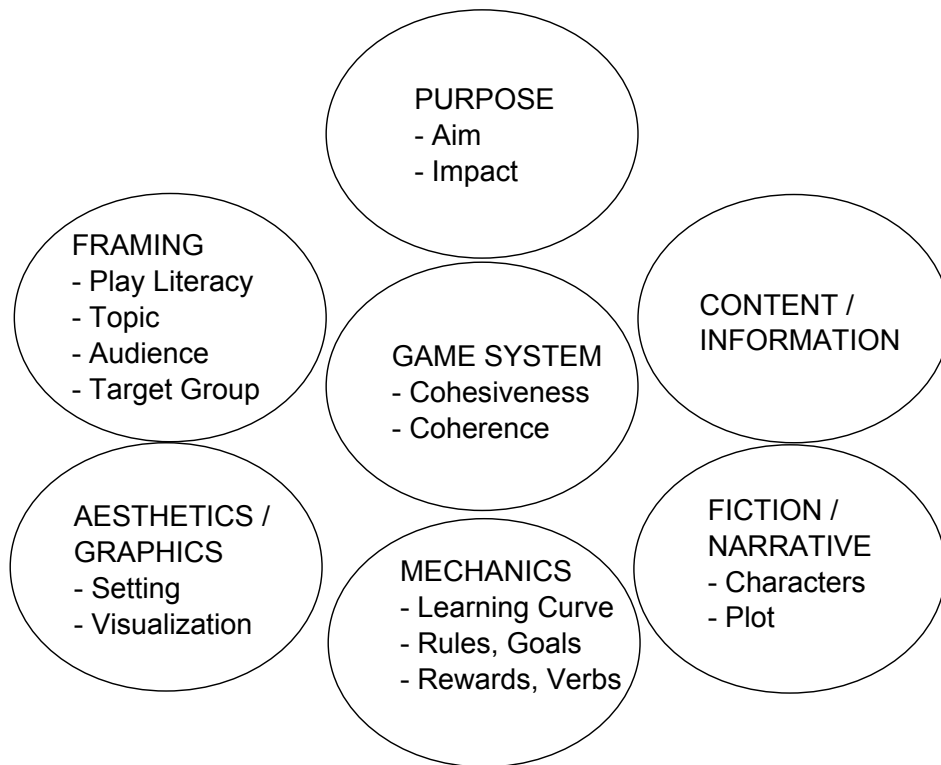 PURPOSE
- Aim
- Impact
FRAMING
- Play Literacy
- Topic
- Audience
- Target Group
CONTENT /
INFORMATION
GAME SYSTEM
- Cohesiveness
- Coherence
AESTHETICS /
GRAPHICS
- Setting
- Visualization
MECHANICS
- Learning Curve
- Rules, Goals
- Rewards, Verbs
FICTION /
NARRATIVE
- Characters
- Plot